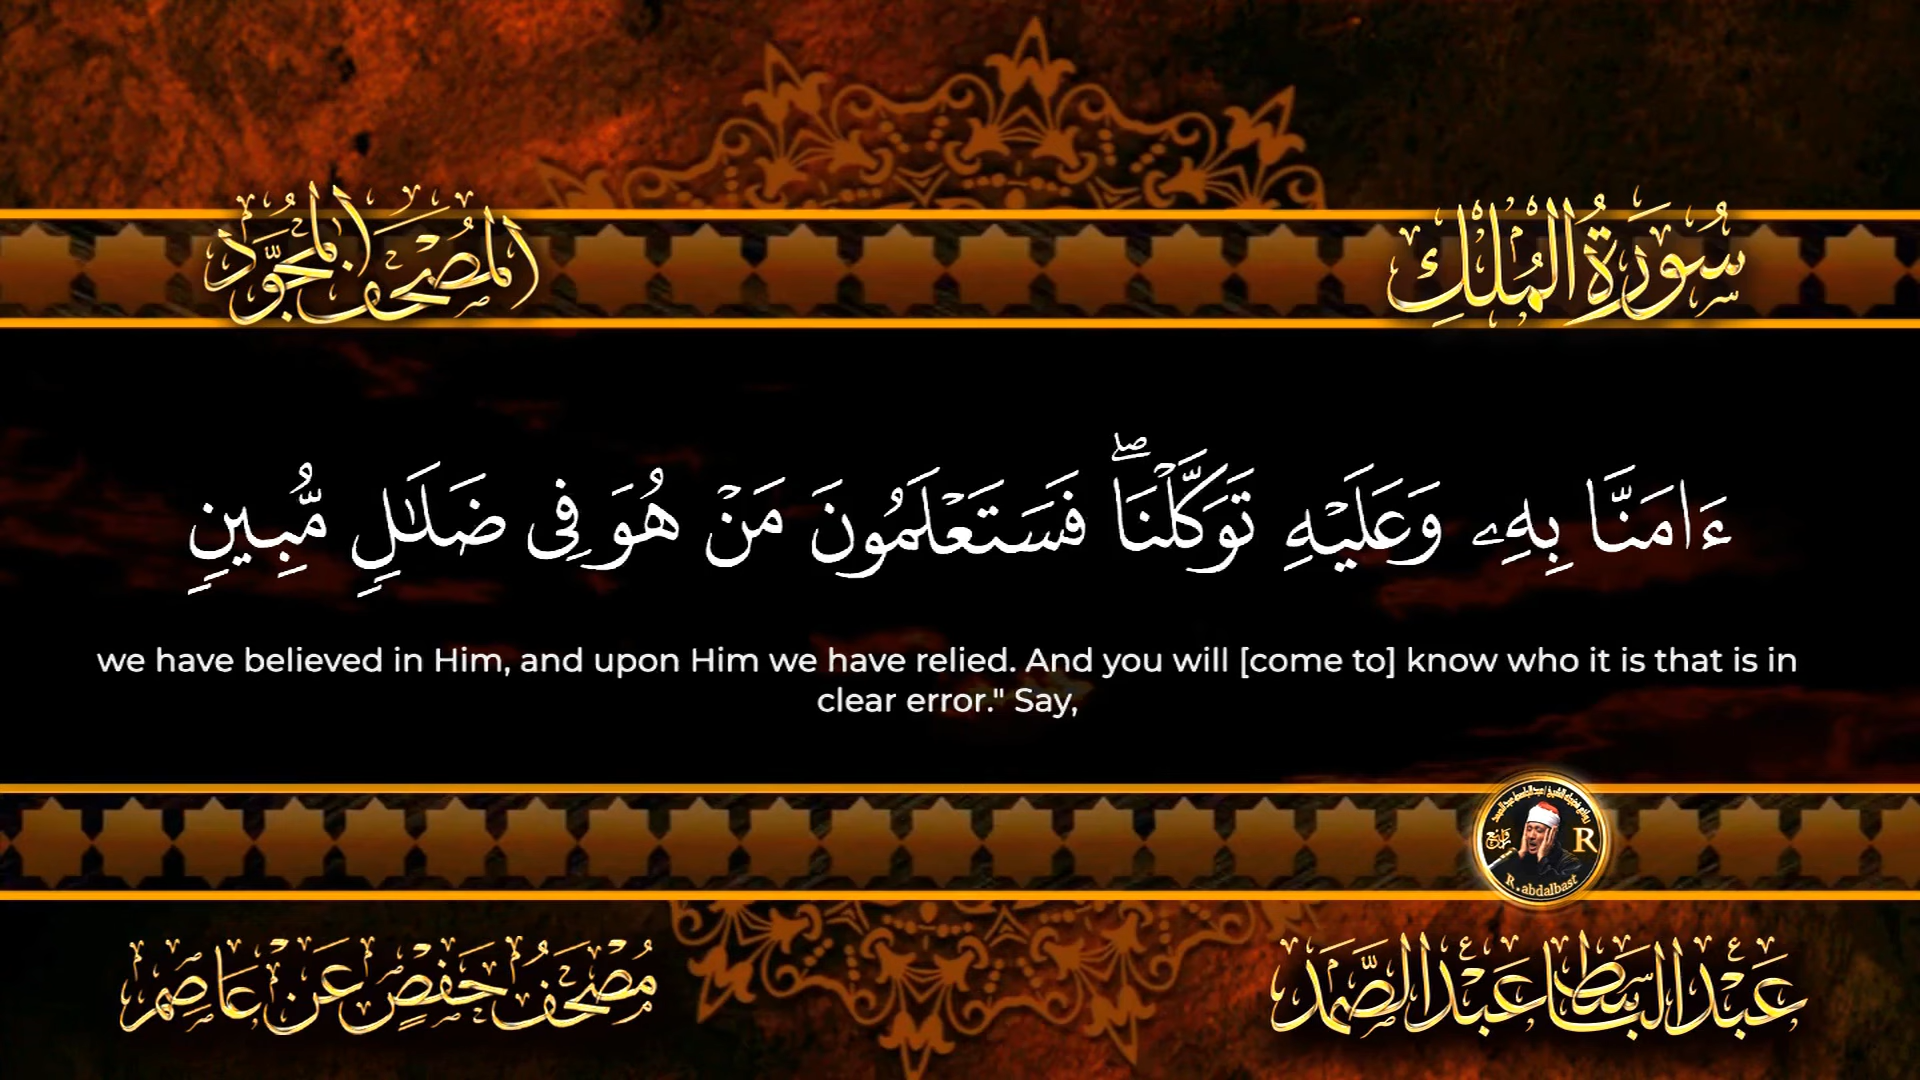 المُصْحَفُ المُجَوَّد
سُورَةُ المُلْكِ
ءَامَنَّا بِهِۦ وَعَلَيْهِ تَوَكَّلْنَاۖ فَسَتَعْلَمُونَ مَنْ هُوَ فِى ضَلَـٰلٍ مُّبِينٍ
we have believed in Him, and upon Him we have relied. And you will [come to] know who it is that is in
clear error." Say,
R
R.abdalbast
عَبْدُ البَاسِط عَبْدُ الصَّمَد
مُصْحَفُ حَفْصٍ عَنْ عَاصِم